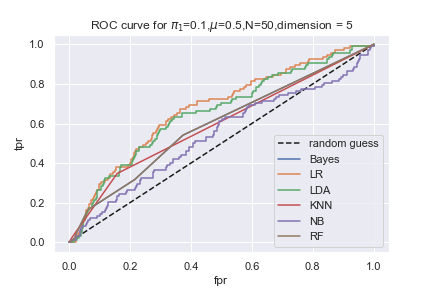 ROC curve for π₁=0.1,μ=0.5,N=50,dimension = 5
1.0
0.8
0.6
0.4
0.2
0.0
tpr
0.0 0.2 0.4 0.6 0.8 1.0
fpr
random guess
Bayes
LR
LDA
KNN
NB
RF